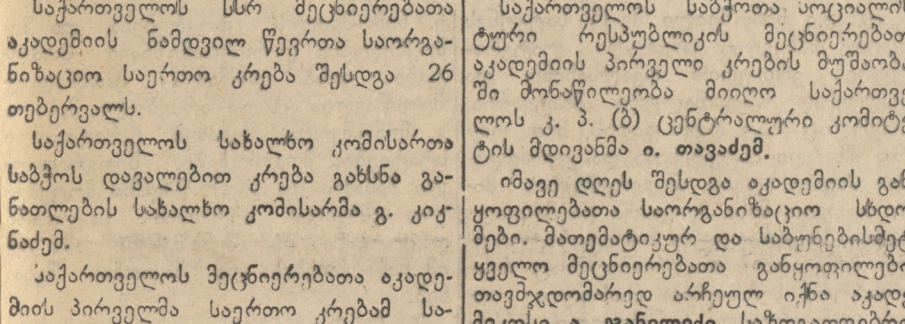 საქართველოს სსრ მეცნიერებათა
აკადემიის ნამდვილ წევრთა საორგა-
ნიზაციო საერთო კრება შესდგა 26
თებერვალს.
საქართველოს სახალხო კომისართა
საბჭოს დავალებით კრება გახსნა გა-
ნათლების სახალხო კომისარმა გ. კიკ-
ნაძემ.
საქართველოს მეცნიერებათა აკადე-
მიის პირველმა საერთო კრებამ სა-
საქართველოს საბჭოთა სოციალის
ტური რესპუბლიკის მეცნიერებათ
აკადემიის პირველი კრების მუშაობა
ში მონაწილეობა მიიღო საქართვე
ლოს კ. პ. (ბ) ცენტრალური კომიტე
ტის მდივანმა ი. თავაძემ.
იმავე დღეს შესდგა აკადემიის გან
ყოფილებათა საორგანიზაციო სხდო
მები. მათემატიკურ და საბუნებისმეტ
ყველო მეცნიერებათა განყოფილები
თავმჯდომარედ არჩეულ იქნა აკადე